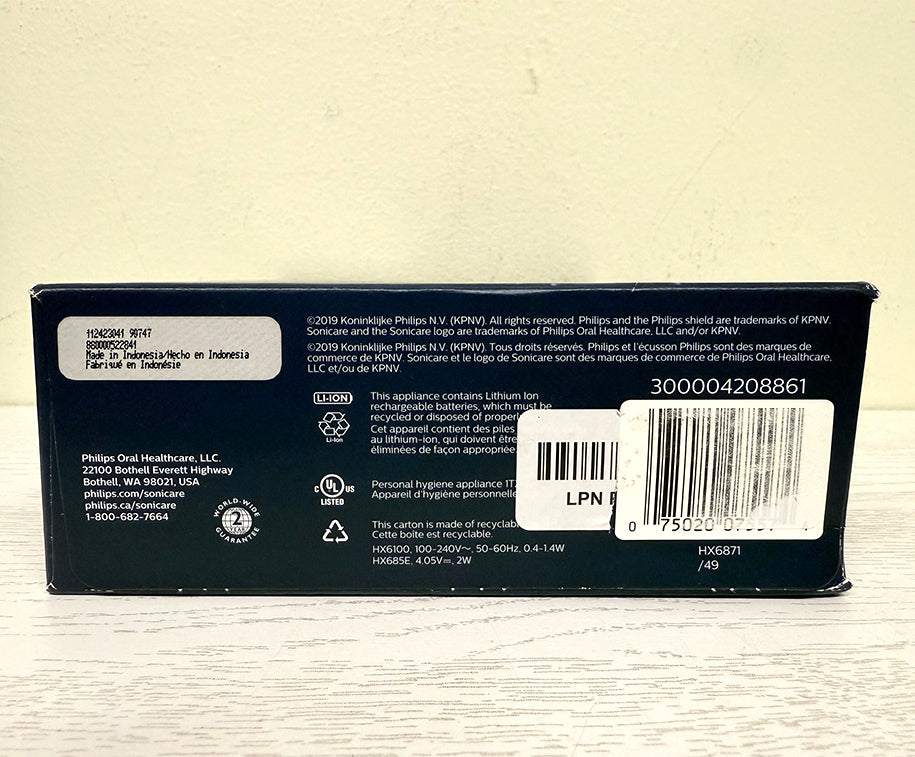 112423041 90747
880000522841
Made in Indonesia/Hecho en Indonesia
Fabriqué en Indonésie
©2019 Koninklijke Philips N.V. (KPNV). All rights reserved. Philips and the Philips shield are trademarks of KPNV.
Sonicare and the Sonicare logo are trademarks of Philips Oral Healthcare, LLC and/or KPNV.
©2019 Koninklijke Philips N.V. (KPNV). Tous droits réservés. Philips et l'écusson Philips sont des marques de
commerce de KPNV. Sonicare et le logo de Sonicare sont des marques de commerce de Philips Oral Healthcare,
LLC et/ou de KPNV.
LI-ION
Li-Ion
This appliance contains Lithium Ion
rechargeable batteries, which must be
recycled or disposed of
Cet appareil contient des piles
au lithium-ion, qui doivent être
éliminées de façon appropriée
Philips Oral Healthcare, LLC.
22100 Bothell Everett Highway
Bothell, WA 98021, USA
philips.com/sonicare
philips.ca/sonicare
1-800-682-7664
WORLD-WIDE
2
YEAR
GUARANTEE
c UL US
LISTED
Personal hygiene appliance
Appareil d'hygiène personnelle
This carton is made of
Cette boite est recyclable.
HX6100, 100-240V~, 50-60Hz, 0.4-1.4W
HX685E, 4.05V⎓, 2W
300004208861
LPN
0 75020
HX6871
/49